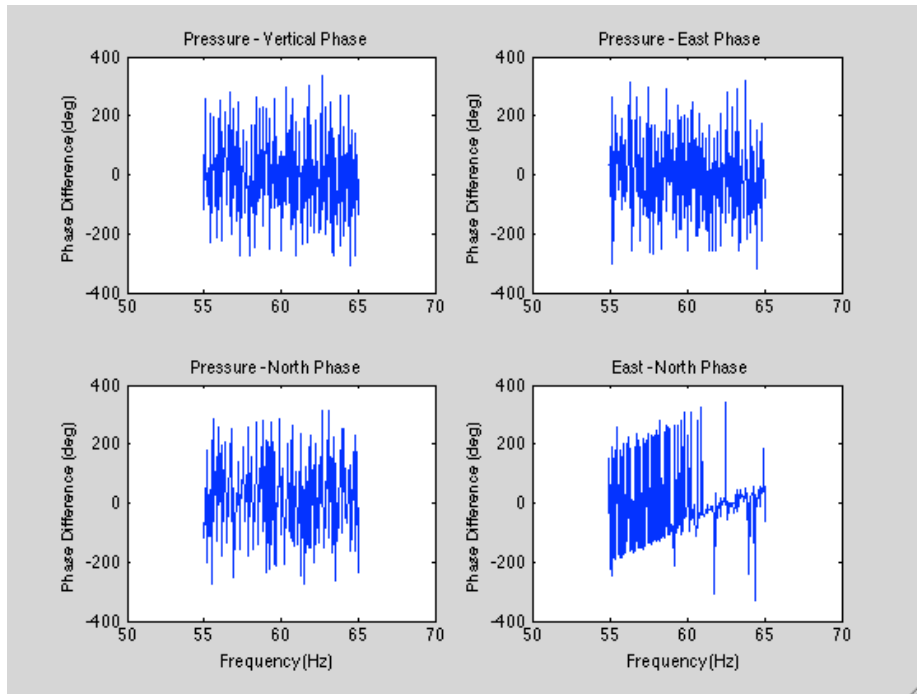 Pressure - Vertical Phase
Phase Difference(deg)
400
200
0
-200
-400
50 55 60 65 70
Pressure - East Phase
Phase Difference (deg)
400
200
0
-200
-400
50 55 60 65 70
Pressure -North Phase
Phase Difference (deg)
400
200
0
-200
-400
50 55 60 65 70
Frequency(Hz)
East -North Phase
Phase Difference (deg)
400
200
0
-200
-400
50 55 60 65 70
Frequency(Hz)